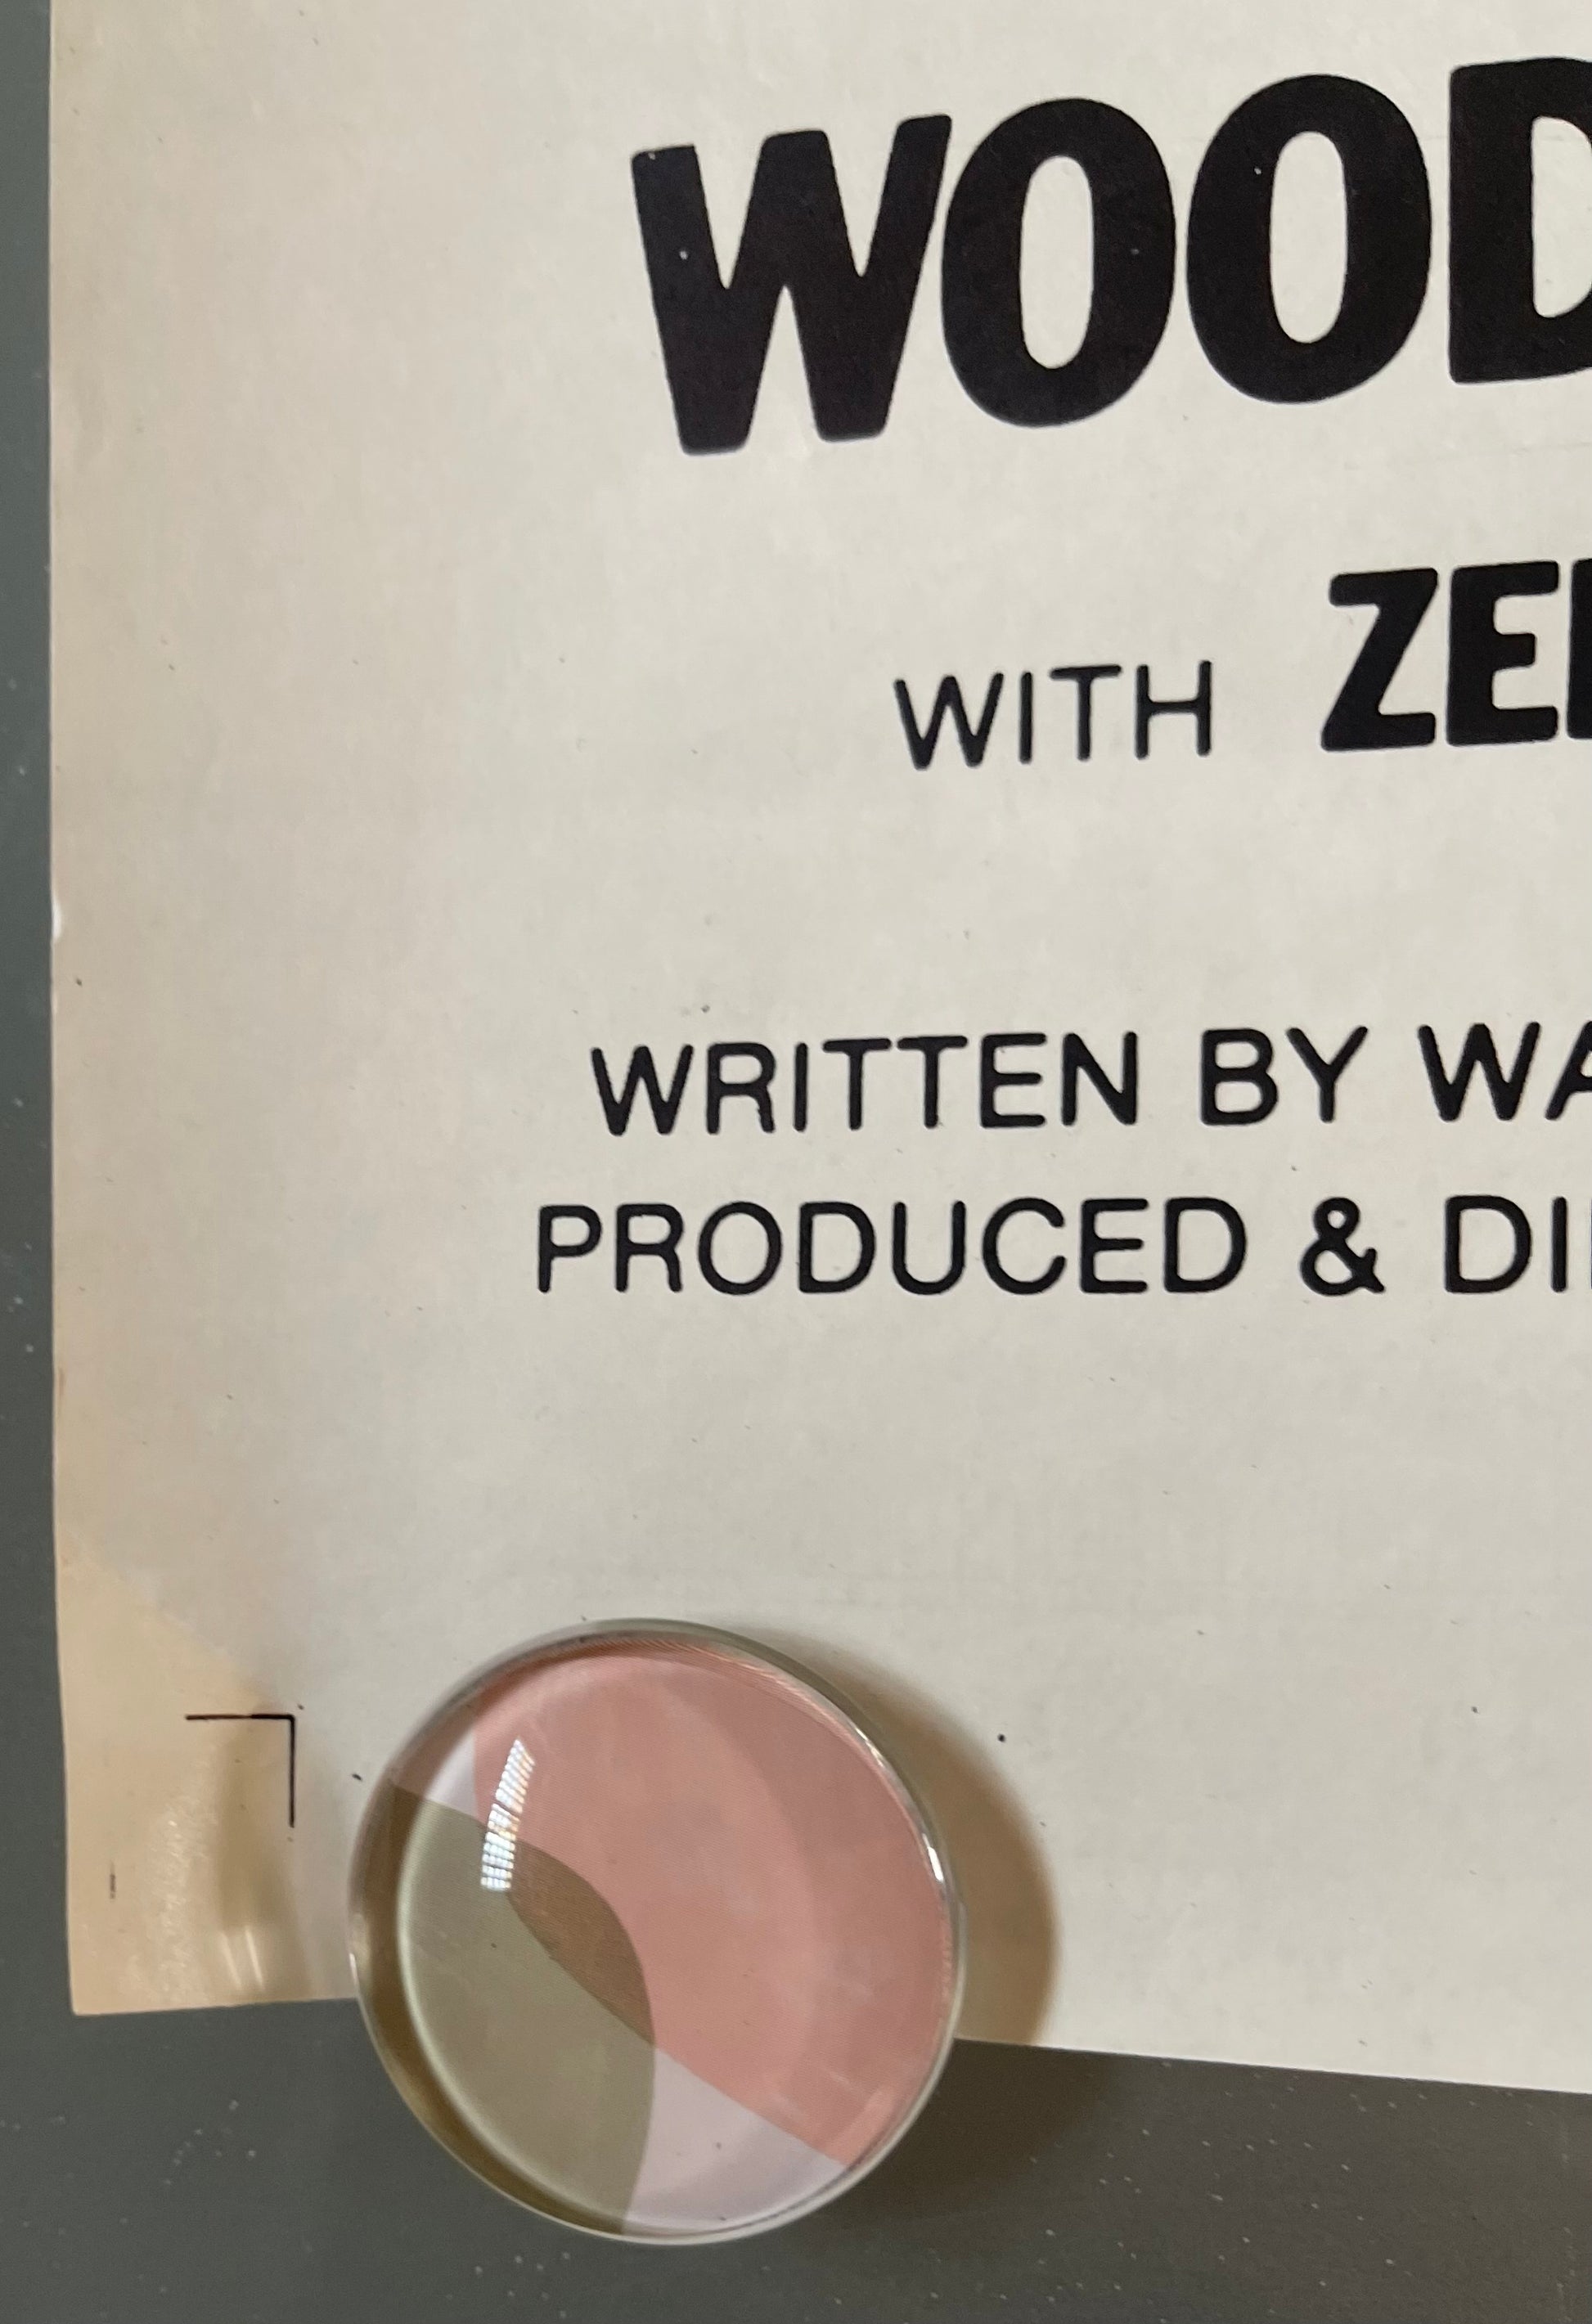 WOOD
WITH ZE
WRITTEN BY WA
PRODUCED & DI